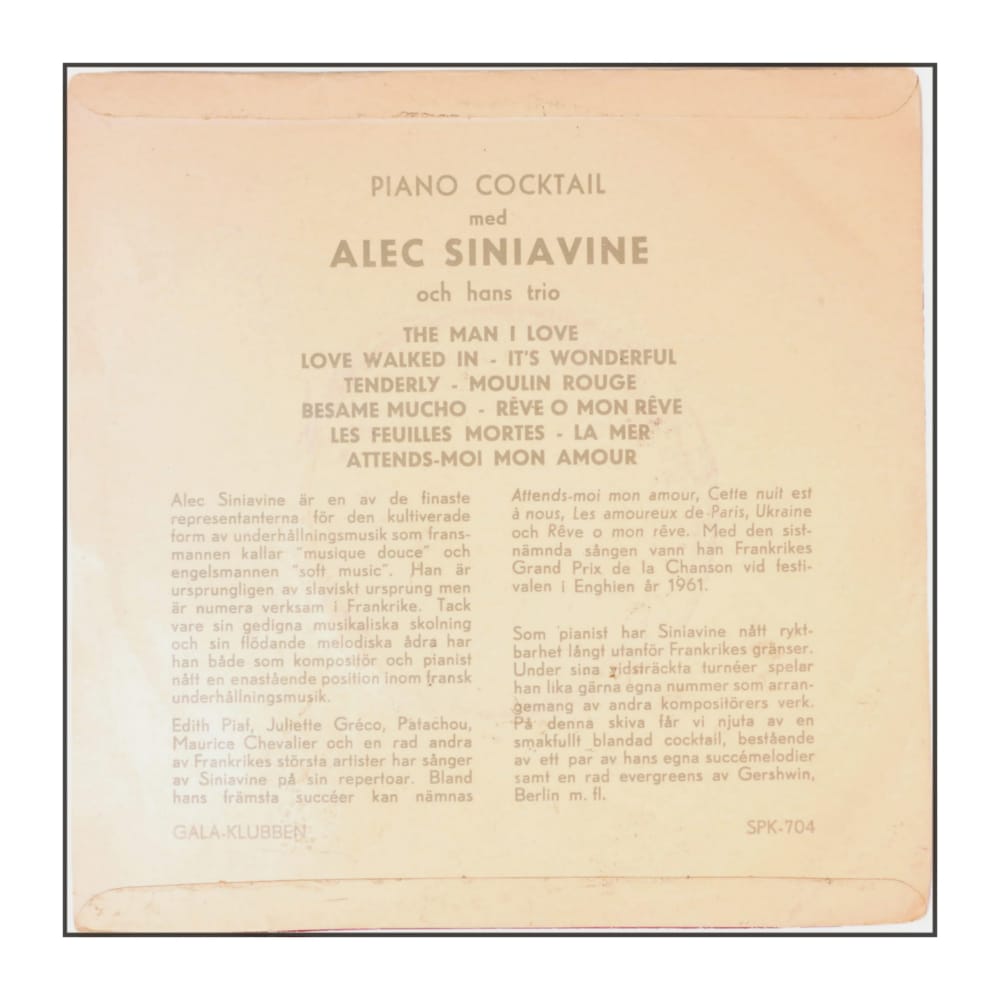 PIANO COCKTAIL
med
ALEC SINIAVINE
och hans trio
THE MAN I LOVE
LOVE WALKED IN - IT'S WONDERFUL
TENDERLY - MOULIN ROUGE
BESAME MUCHO - RÊVE O MON RÊVE
LES FEUILLES MORTES - LA MER
ATTENDS-MOI MON AMOUR
Alec Siniavine är en av de finaste
representanterna för den kultiverade
form av underhållningsmusik som frans-
mannen kallar "musique douce" och
engelsmannen "soft music". Han är
ursprungligen av slaviskt ursprung men
är numera verksam i Frankrike. Tack
vare sin gedigna musikaliska skolning
och sin flödande melodiska ådra har
han både som kompositör och pianist
nått en enastående position inom fransk
underhållningsmusik.
Edith Piaf, Juliette Gréco, Patachou,
Maurice Chevalier och en rad andra
av Frankrikes största artister har sånger
av Siniavine på sin repertoar. Bland
hans främsta succéer kan nämnas
Attends-moi mon amour, Cette nuit est
à nous, Les amoureux de Paris, Ukraine
och Rêve o mon rêve. Med den sist-
nämnda sången vann han Frankrikes
Grand Prix de la Chanson vid festi-
valen i Enghien år 1961.
Som pianist har Siniavine nått rykt-
barhet långt utanför Frankrikes gränser.
Under sina vidsträckta turnéer spelar
han lika gärna egna nummer som arran-
gemang av andra kompositörers verk.
På denna skiva får vi njuta av en
smakfullt blandad cocktail, bestående
av ett par av hans egna succémelodier
samt en rad evergreens av Gershwin,
Berlin m. fl.
GALA-KLUBBEN
SPK-704